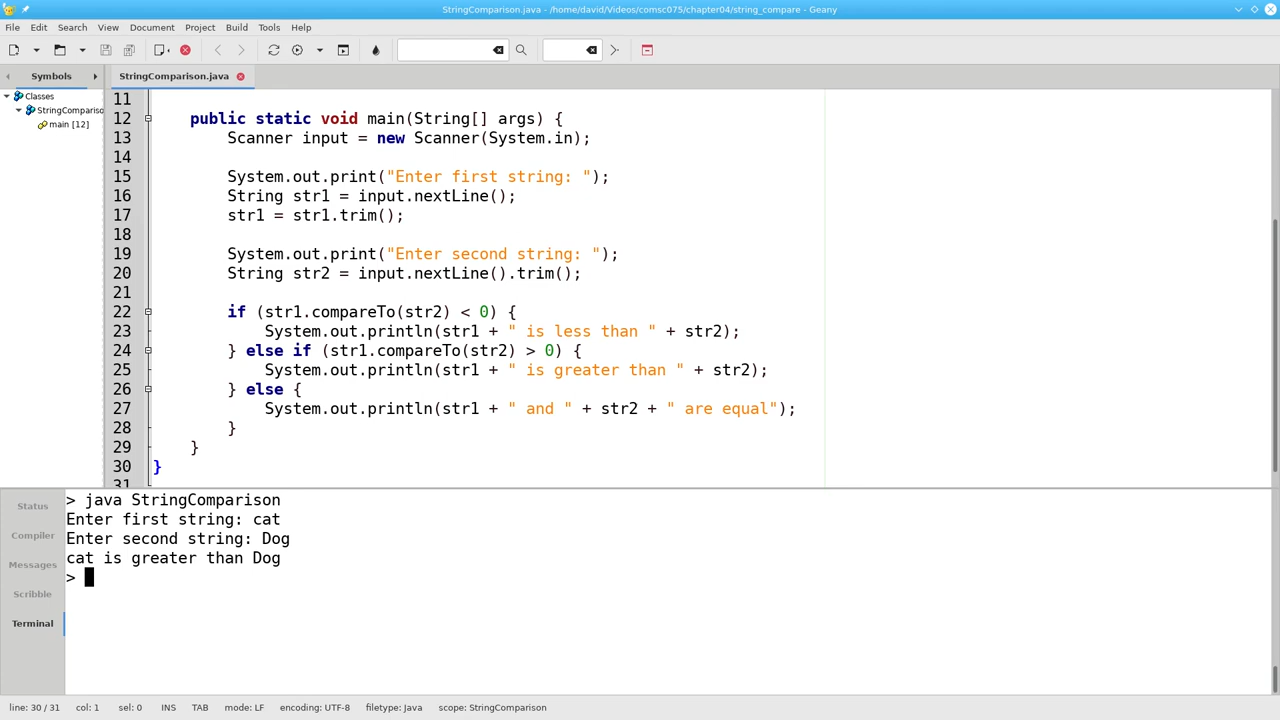 StringComparison.java - /home/david/Videos/comsc075/chapter04/string_compare - Geany
File Edit Search View Document Project Build Tools Help
Symbols
StringComparison.java
Classes
StringCompariso
main [12]
11
12 public static void main(String[] args) {
13 Scanner input = new Scanner(System.in);
14
15 System.out.print("Enter first string: ");
16 String str1 = input.nextLine();
17 str1 = str1.trim();
18
19 System.out.print("Enter second string: ");
20 String str2 = input.nextLine().trim();
21
22 if (str1.compareTo(str2) < 0) {
23 System.out.println(str1 + " is less than " + str2);
24 } else if (str1.compareTo(str2) > 0) {
25 System.out.println(str1 + " is greater than " + str2);
26 } else {
27 System.out.println(str1 + " and " + str2 + " are equal");
28 }
29 }
30 }
31
Status
Compiler
Messages
Scribble
Terminal
> java StringComparison
Enter first string: cat
Enter second string: Dog
cat is greater than Dog
>
line: 30 / 31 col: 1 sel: 0 INS TAB mode: LF encoding: UTF-8 filetype: Java scope: StringComparison